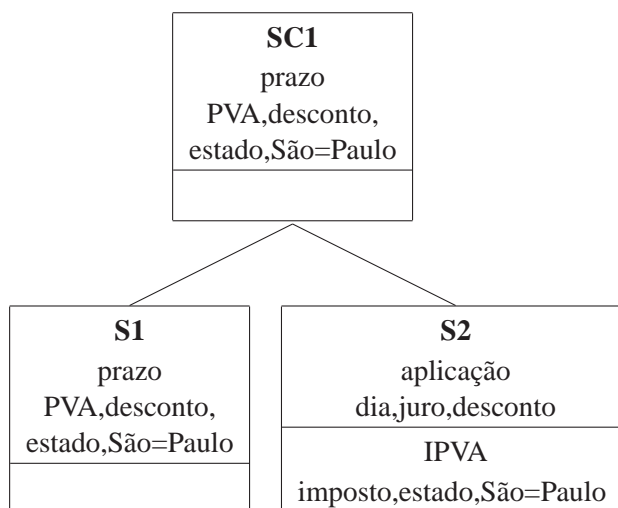 SC1
prazo
PVA,desconto,
estado,São=Paulo
S1
prazo
PVA,desconto,
estado,São=Paulo
S2
aplicação
dia,juro,desconto
IPVA
imposto,estado,São=Paulo